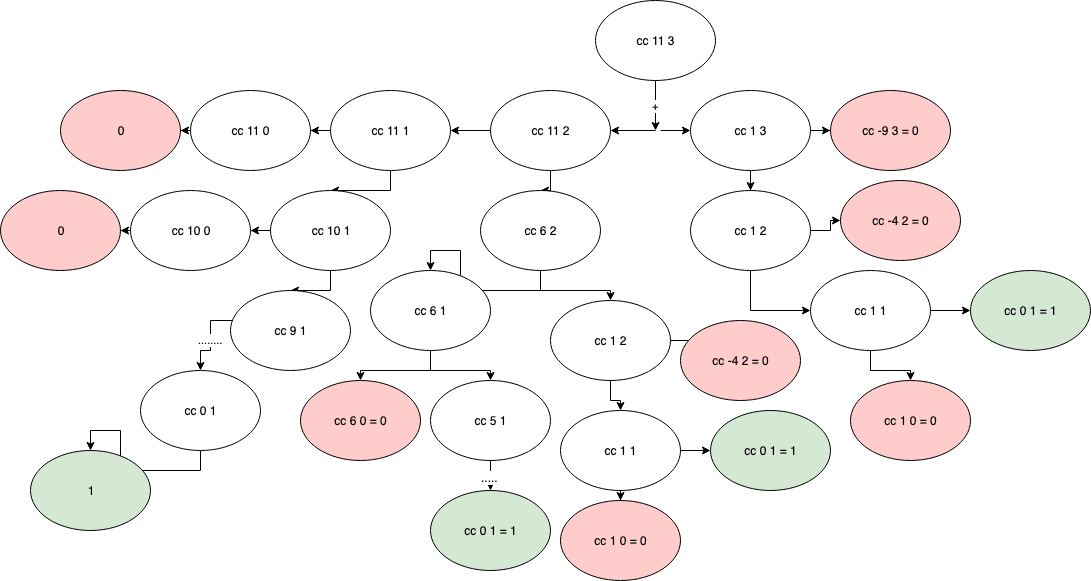 cc 11 3
+
0
cc 11 0
cc 11 1
cc 11 2
cc 1 3
cc -9 3 = 0
0
cc 10 0
cc 10 1
cc 6 2
cc 1 2
cc -4 2 = 0
cc 9 1
cc 6 1
cc 1 2
cc 1 1
cc 0 1 = 1
........
cc -4 2 = 0
cc 0 1
cc 6 0 = 0
cc 5 1
cc 1 0 = 0
cc 1 1
cc 0 1 = 1
1
.....
cc 0 1 = 1
cc 1 0 = 0